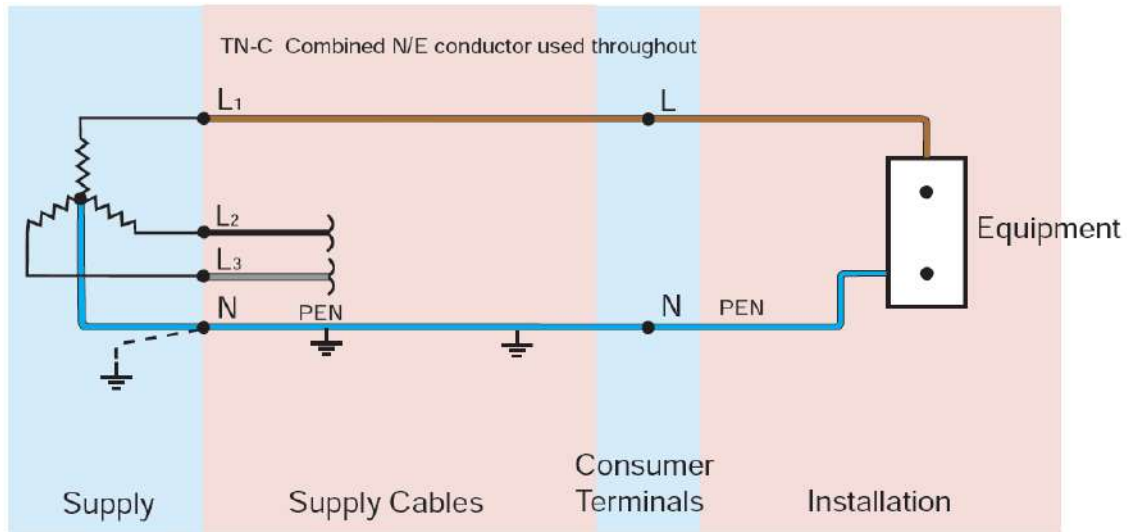 TN-C Combined N/E conductor used throughout
L1
L
L2
Equipment
L3
N
PEN
N
PEN
Supply
Supply Cables
Consumer
Terminals
Installation